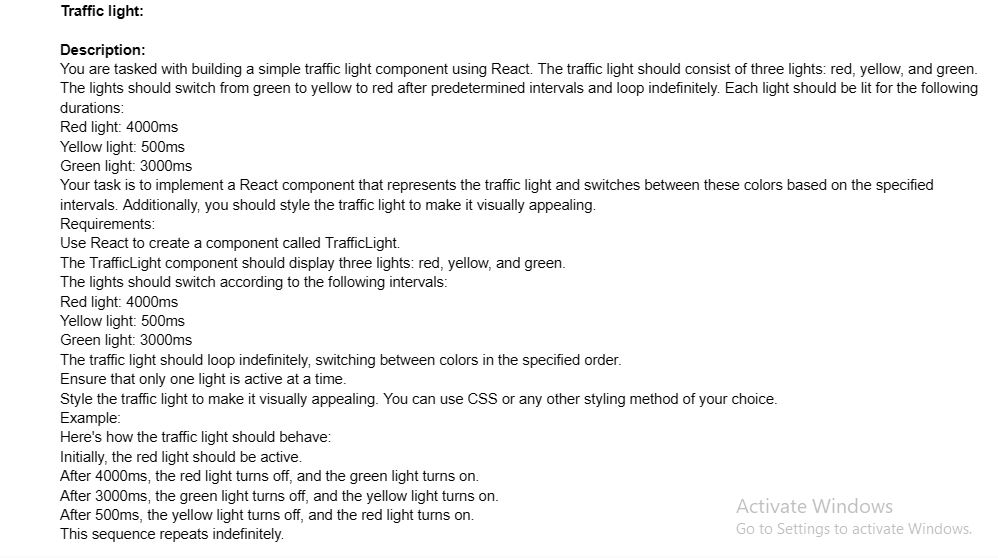 Traffic light:
Description:
You are tasked with building a simple traffic light component using React. The traffic light should consist of three lights: red, yellow, and green.
The lights should switch from green to yellow to red after predetermined intervals and loop indefinitely. Each light should be lit for the following
durations:
Red light: 4000ms
Yellow light: 500ms
Green light: 3000ms
Your task is to implement a React component that represents the traffic light and switches between these colors based on the specified
intervals. Additionally, you should style the traffic light to make it visually appealing.
Requirements:
Use React to create a component called TrafficLight.
The TrafficLight component should display three lights: red, yellow, and green.
The lights should switch according to the following intervals:
Red light: 4000ms
Yellow light: 500ms
Green light: 3000ms
The traffic light should loop indefinitely, switching between colors in the specified order.
Ensure that only one light is active at a time.
Style the traffic light to make it visually appealing. You can use CSS or any other styling method of your choice.
Example:
Here's how the traffic light should behave:
Initially, the red light should be active.
After 4000ms, the red light turns off, and the green light turns on.
After 3000ms, the green light turns off, and the yellow light turns on.
After 500ms, the yellow light turns off, and the red light turns on.
This sequence repeats indefinitely.
Activate Windows
Go to Settings to activate Windows.